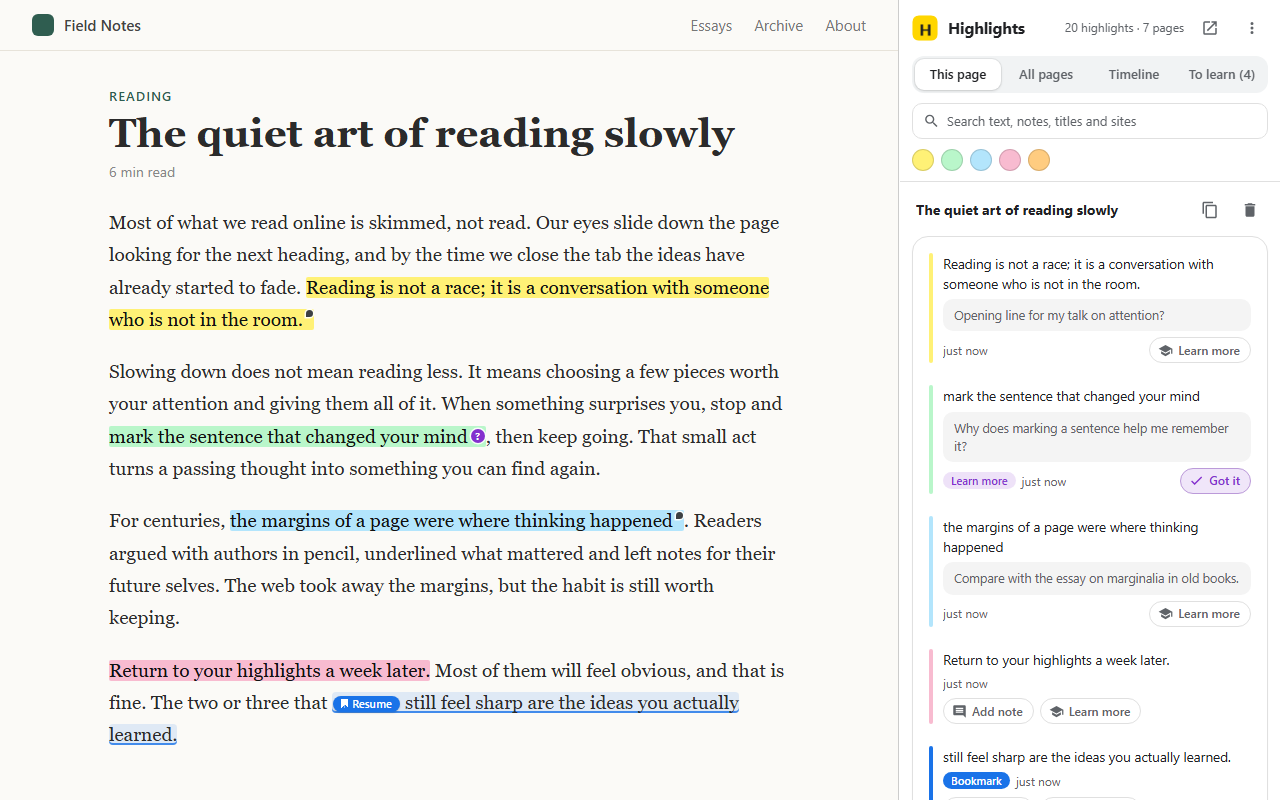 Field Notes
Essays
Archive
About
READING
The quiet art of reading slowly
6 min read
Most of what we read online is skimmed, not read. Our eyes slide down the page
looking for the next heading, and by the time we close the tab the ideas have
already started to fade. Reading is not a race; it is a conversation with someone
who is not in the room.
Slowing down does not mean reading less. It means choosing a few pieces worth
your attention and giving them all of it. When something surprises you, stop and
mark the sentence that changed your mind ?, then keep going. That small act
turns a passing thought into something you can find again.
For centuries, the margins of a page were where thinking happened. Readers
argued with authors in pencil, underlined what mattered and left notes for their
future selves. The web took away the margins, but the habit is still worth
keeping.
Return to your highlights a week later. Most of them will feel obvious, and that is
fine. The two or three that Resume still feel sharp are the ideas you actually
learned.
H
Highlights
20 highlights · 7 pages
This page
All pages
Timeline
To learn (4)
Search text, notes, titles and sites
The quiet art of reading slowly
Reading is not a race; it is a conversation with
someone who is not in the room.
Opening line for my talk on attention?
just now
Learn more
mark the sentence that changed your mind
Why does marking a sentence help me remember
it?
Learn more
just now
Got it
the margins of a page were where thinking
happened
Compare with the essay on marginalia in old books.
just now
Learn more
Return to your highlights a week later.
just now
Add note
Learn more
still feel sharp are the ideas you actually learned.
Bookmark
just now